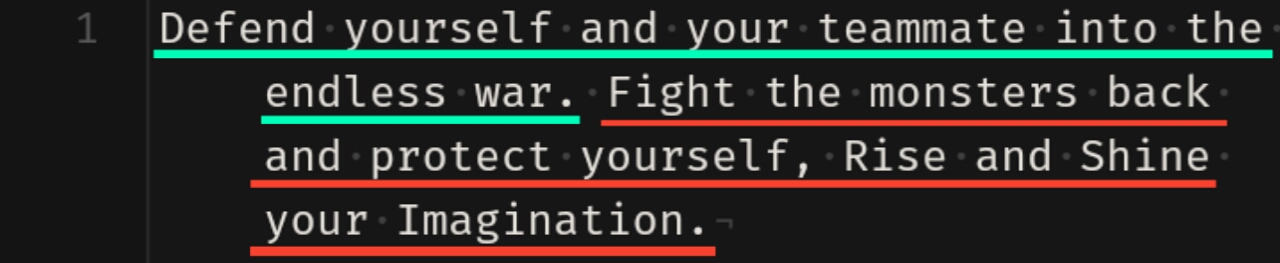 1 Defend yourself and your teammate into the
endless war. Fight the monsters back
and protect yourself, Rise and Shine
your Imagination.¬